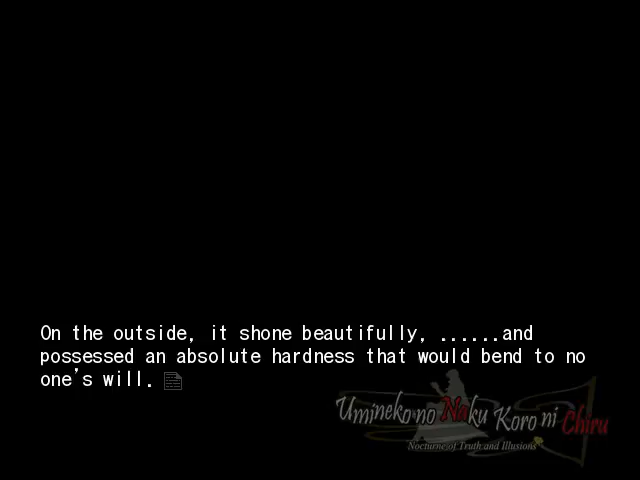 On the outside, it shone beautifully, ......and
possessed an absolute hardness that would bend to no
one's will.
Umineko no Naku Koro ni Chiru
Nocturne of Truth and Illusions